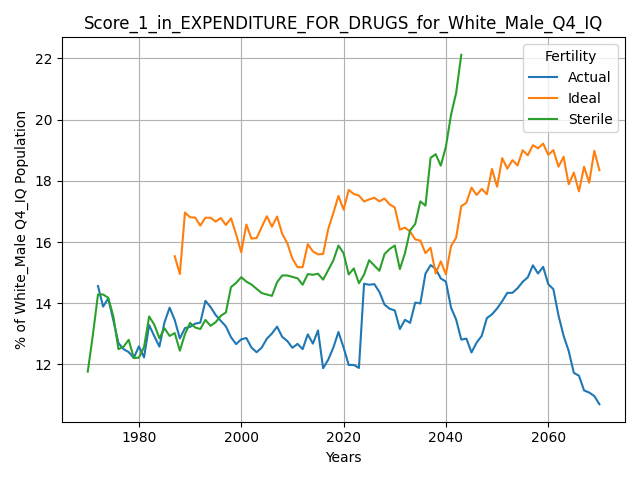 Score_1_in_EXPENDITURE_FOR_DRUGS_for_White_Male_Q4_IQ
Fertility
Actual
Ideal
Sterile
% of White_Male Q4_IQ Population
22
20
18
16
14
12
1980
2000
2020
2040
2060
Years